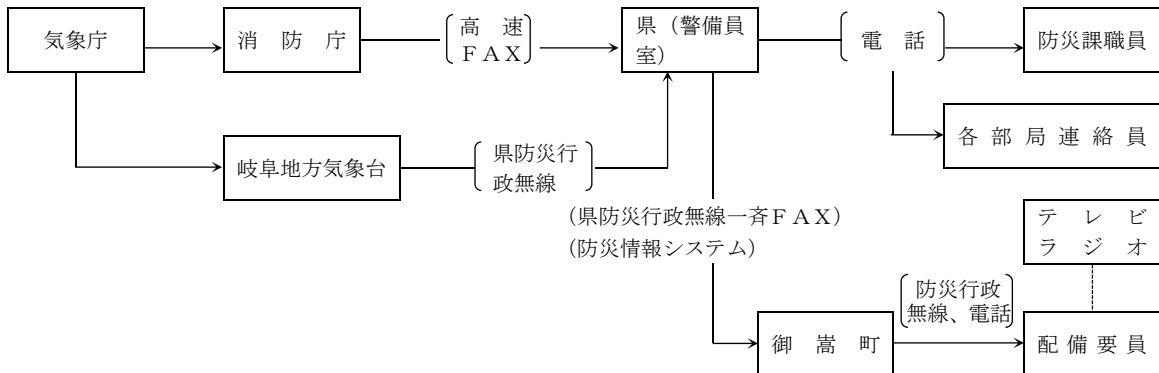 気象庁
消防庁
高速
ＦＡＸ
県（警備員
室）
電話
防災課職員
各部局連絡員
岐阜地方気象台
県防災行
政無線
（県防災行政無線一斉ＦＡＸ）
（防災情報システム）
テレビ
ラジオ
防災行政
無線、電話
御嵩町
配備要員